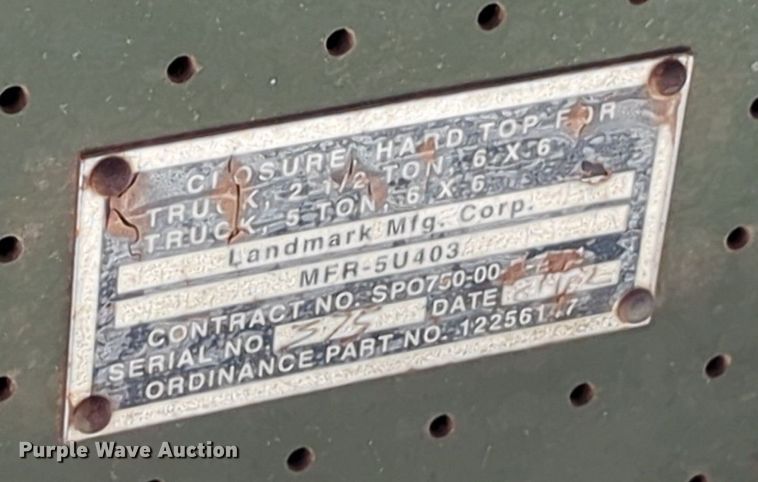 CLOSURE, HARD TOP FOR
TRUCK, 2 1/2 TON, 6 X 6
TRUCK, 5 TON, 6 X 6
Landmark Mfg. Corp.
MFR-5U403
CONTRACT NO. SPO750-00
SERIAL NO. 375 DATE
ORDINANCE PART NO.
Purple Wave Auction